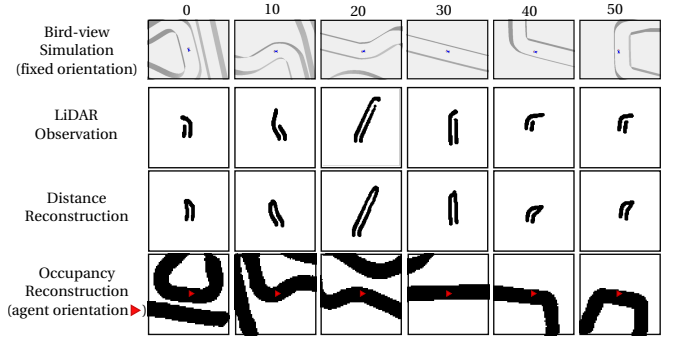 0 10 20 30 40 50
Bird-view
Simulation
(fixed orientation)
LiDAR
Observation
Distance
Reconstruction
Occupancy
Reconstruction
(agent orientation )